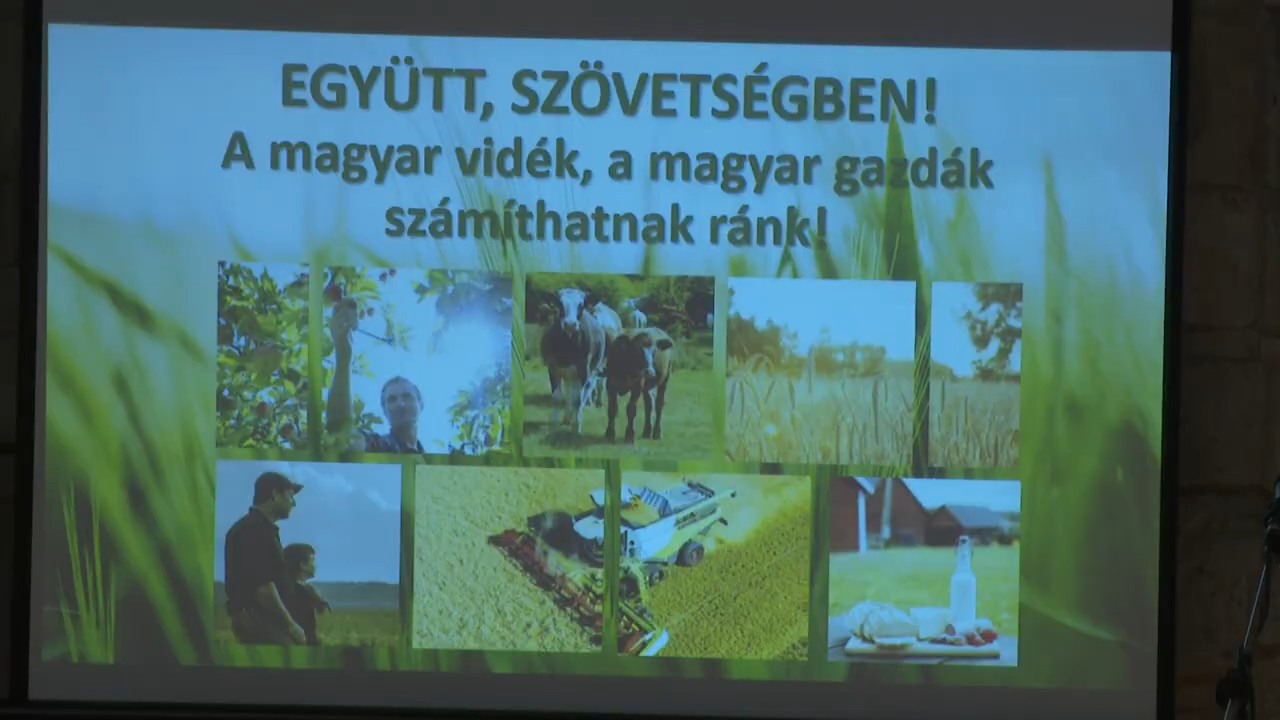 EGYÜTT, SZÖVETSÉGBEN!
A magyar vidék, a magyar gazdák
számíthatnak ránk!